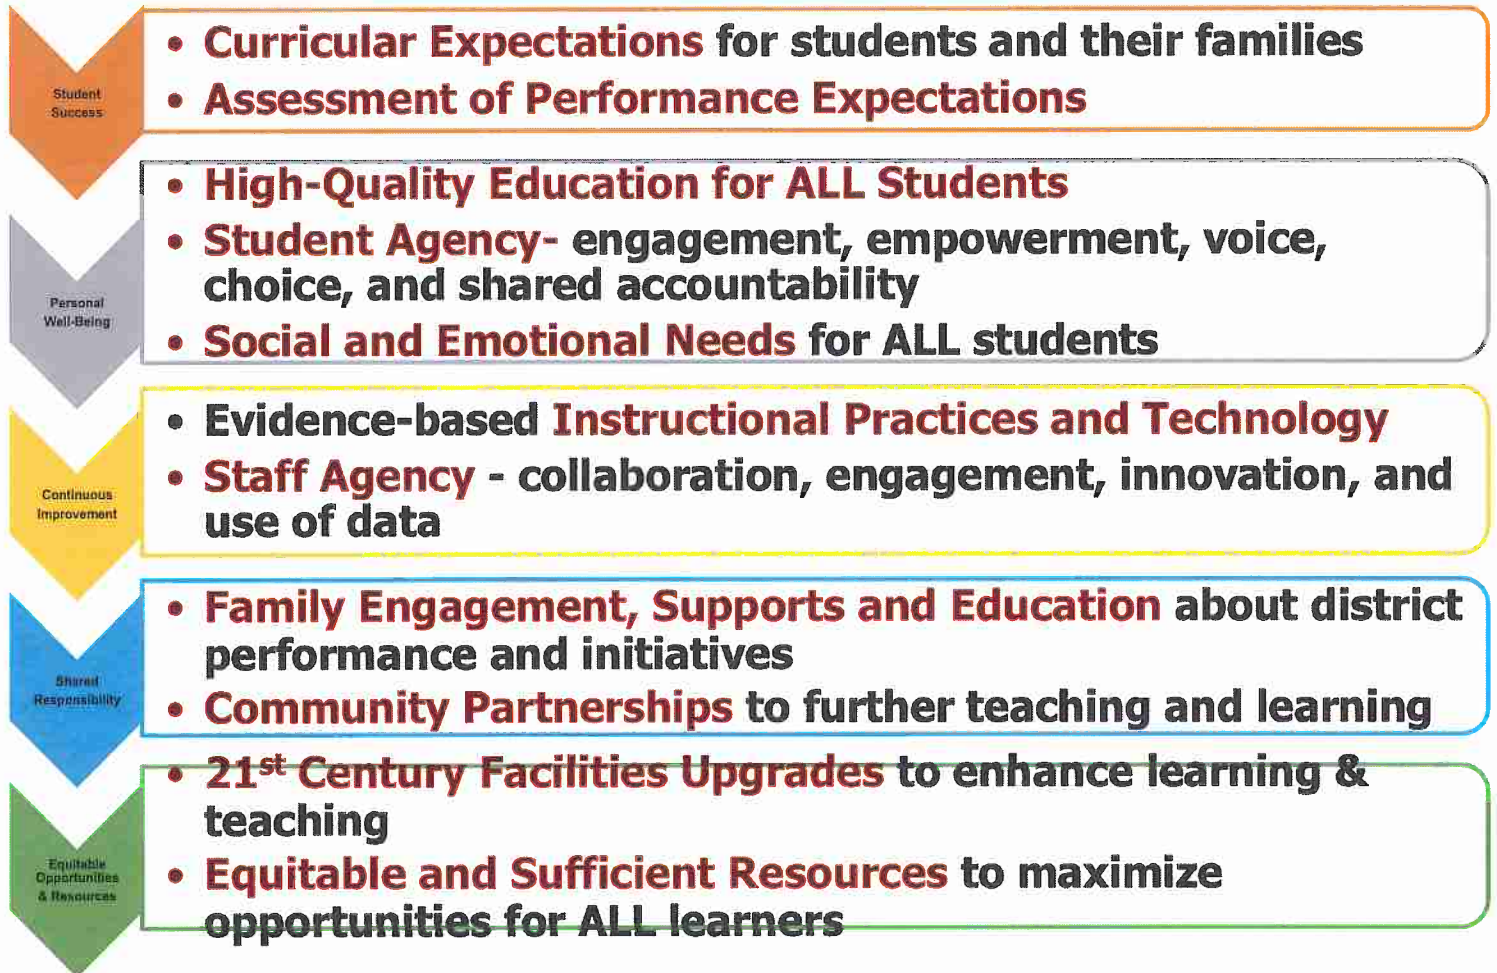 Student
Success
• Curricular Expectations for students and their families
• Assessment of Performance Expectations
Personal
Well-Being
• High-Quality Education for ALL Students
• Student Agency- engagement, empowerment, voice,
choice, and shared accountability
• Social and Emotional Needs for ALL students
Continuous
Improvement
• Evidence-based Instructional Practices and Technology
• Staff Agency - collaboration, engagement, innovation, and
use of data
Shared
Responsibility
• Family Engagement, Supports and Education about district
performance and initiatives
• Community Partnerships to further teaching and learning
Equitable
Opportunities
& Resources
• 21st Century Facilities Upgrades to enhance learning &
teaching
• Equitable and Sufficient Resources to maximize
opportunities for ALL learners